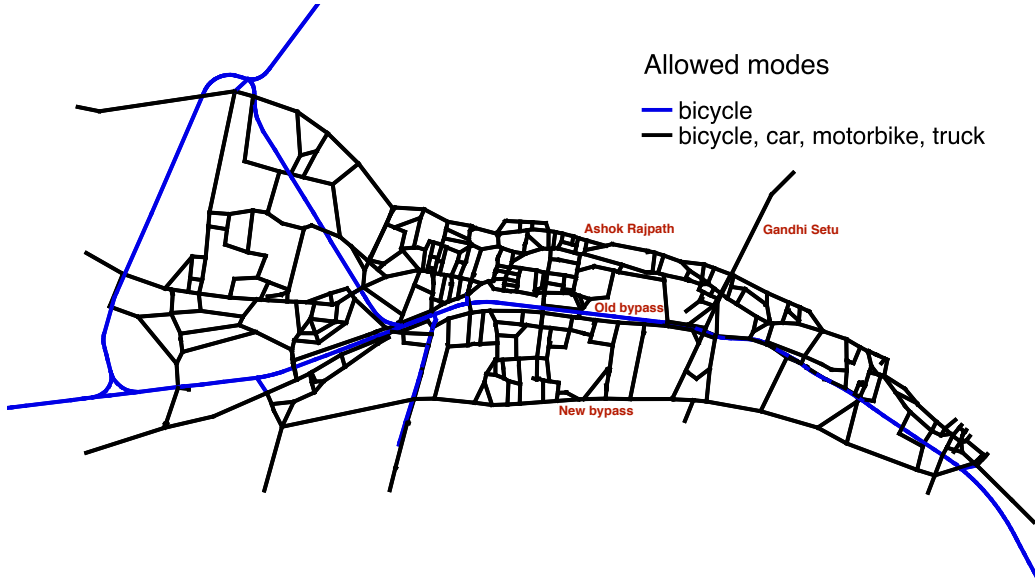 Allowed modes
bicycle
bicycle, car, motorbike, truck
Ashok Rajpath
Gandhi Setu
Old bypass
New bypass